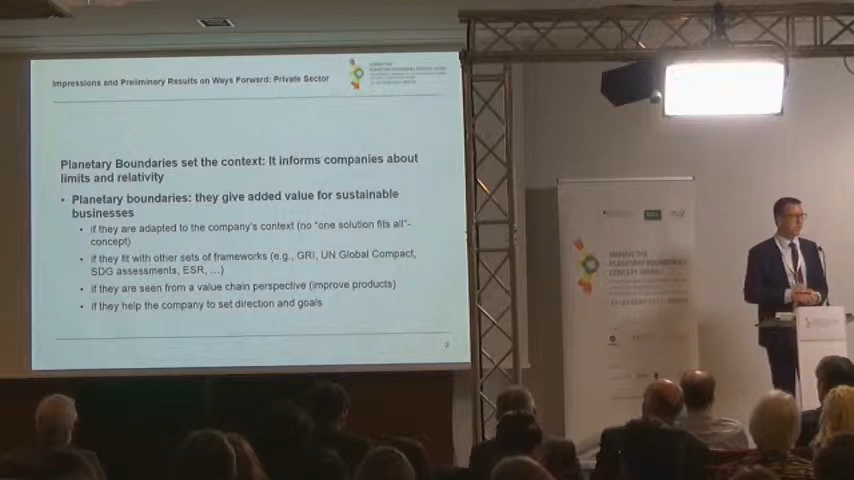 Impressions and Preliminary Results on Ways Forward: Private Sector
Planetary Boundaries set the context: It informs companies about
limits and relativity
• Planetary boundaries: they give added value for sustainable
businesses
• if they are adapted to the company's context (no "one solution fits all"-
concept)
• if they fit with other sets of frameworks (e.g., GRI, UN Global Compact,
SDG assessments, ESR, ...)
• if they are seen from a value chain perspective (improve products)
• if they help the company to set direction and goals
2
MAKING THE
PLANETARY BOUNDARIES
CONCEPT WORK